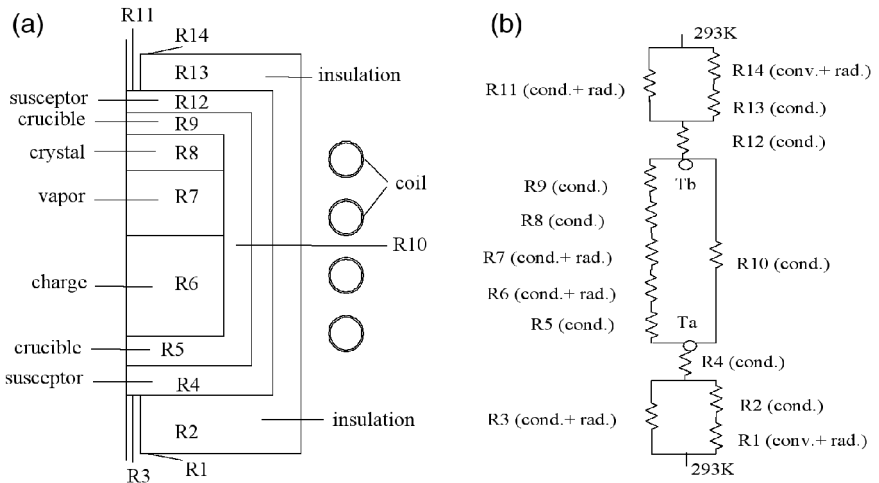 (a)
R11
R14
R13
insulation
susceptor
R12
crucible
R9
crystal
R8
vapor
R7
coil
R10
charge
R6
crucible
R5
susceptor
R4
insulation
R2
R1
R3
(b)
293K
R14 (conv.+ rad.)
R11 (cond.+ rad.)
R13 (cond.)
R12 (cond.)
Tb
R9 (cond.)
R8 (cond.)
R7 (cond.+ rad.)
R10 (cond.)
R6 (cond.+ rad.)
R5 (cond.)
Ta
R4 (cond.)
R2 (cond.)
R3 (cond.+ rad.)
R1 (conv.+ rad.)
293K